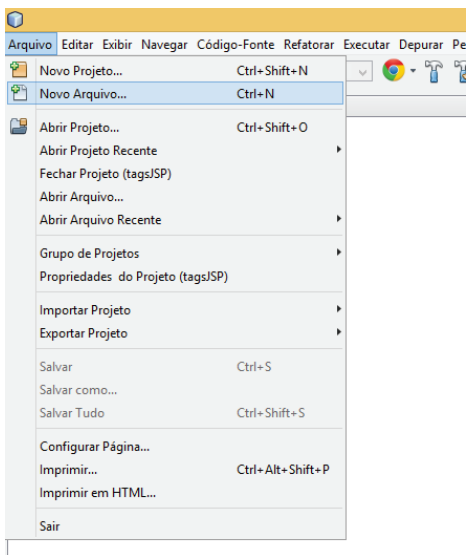 Arquivo Editar Exibir Navegar Código-Fonte Refatorar Executar Depurar Pe
Novo Projeto... Ctrl+Shift+N
Novo Arquivo... Ctrl+N
Abrir Projeto... Ctrl+Shift+O
Abrir Projeto Recente
Fechar Projeto (tagsJSP)
Abrir Arquivo...
Abrir Arquivo Recente
Grupo de Projetos
Propriedades do Projeto (tagsJSP)
Importar Projeto
Exportar Projeto
Salvar Ctrl+S
Salvar como...
Salvar Tudo Ctrl+Shift+S
Configurar Página...
Imprimir... Ctrl+Alt+Shift+P
Imprimir em HTML...
Sair